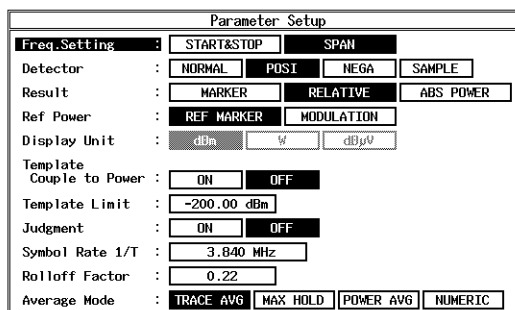 Parameter Setup
Freq.Setting : START&STOP SPAN
Detector : NORMAL POSI NEGA SAMPLE
Result : MARKER RELATIVE ABS POWER
Ref Power : REF MARKER MODULATION
Display Unit : dBm W dBμV
Template
Couple to Power : ON OFF
Template Limit : -200.00 dBm
Judgment : ON OFF
Symbol Rate 1/T : 3.840 MHz
Rolloff Factor : 0.22
Average Mode : TRACE AVG MAX HOLD POWER AVG NUMERIC